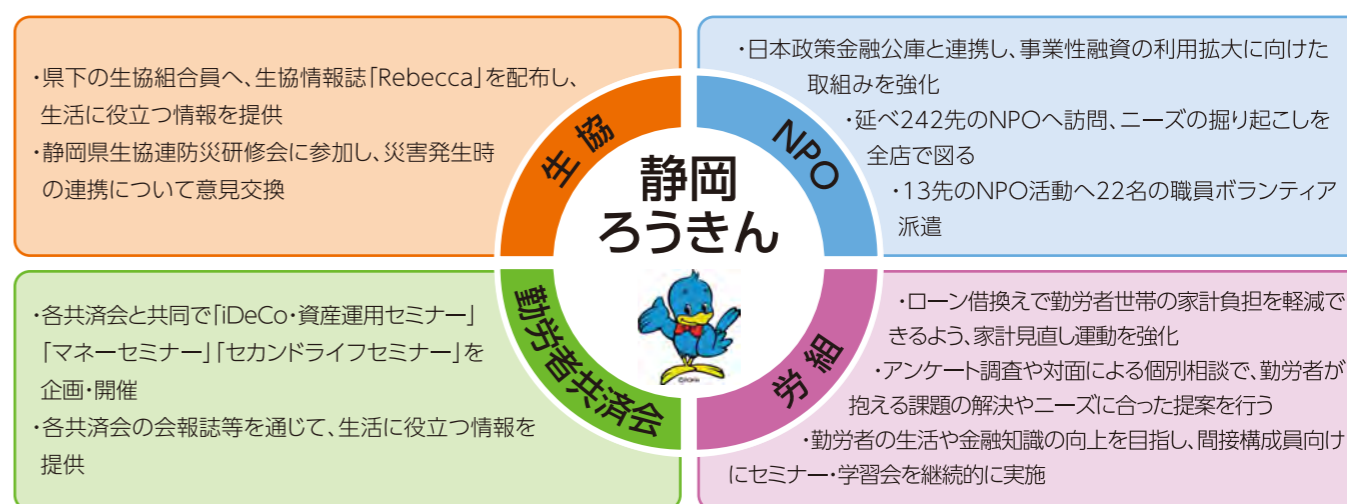 ・県下の生協組合員へ、生協情報誌「Rebecca」を配布し、
生活に役立つ情報を提供
・静岡県生協連防災研修会に参加し、災害発生時
の連携について意見交換
生協
・日本政策金融公庫と連携し、事業性融資の利用拡大に向けた
取組みを強化
・延べ242先のNPOへ訪問、ニーズの掘り起こしを
全店で図る
・13先のNPO活動へ22名の職員ボランティア
派遣
NPO
静岡
ろうきん
・各共済会と共同で「iDeCo・資産運用セミナー」
「マネーセミナー」「セカンドライフセミナー」を
企画・開催
・各共済会の会報誌等を通じて、生活に役立つ情報を
提供
勤労者共済会
・ローン借換えで勤労者世帯の家計負担を軽減で
きるよう、家計見直し運動を強化
・アンケート調査や対面による個別相談で、勤労者が
抱える課題の解決やニーズに合った提案を行う
・勤労者の生活や金融知識の向上を目指し、間接構成員向け
にセミナー・学習会を継続的に実施
労組